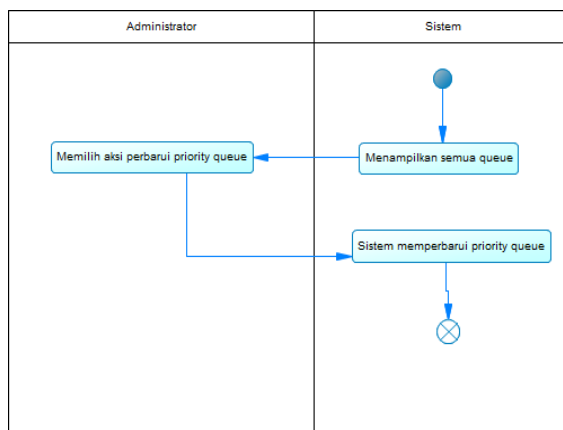 Administrator
Sistem
Memilih aksi perbarui priority queue
Menampilkan semua queue
Sistem memperbarui priority queue